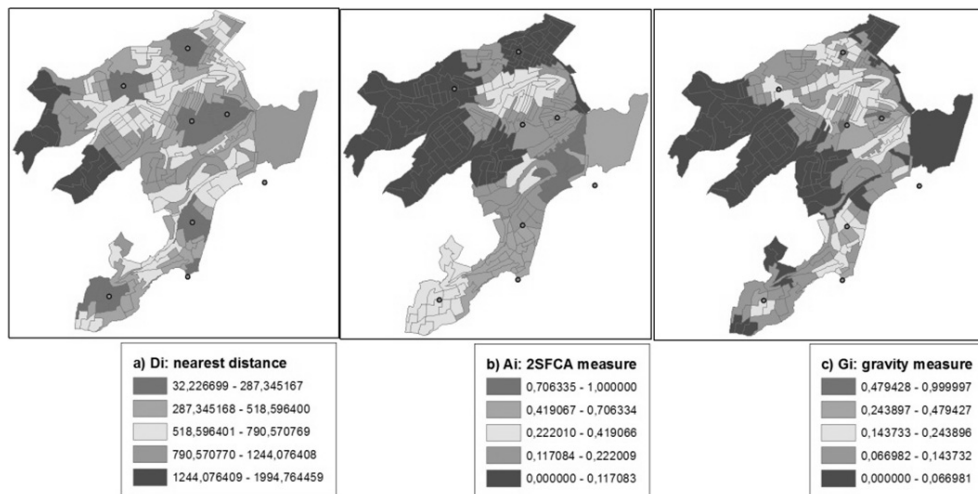 a) Di: nearest distance
32,226699 - 287,345167
287,345168 - 518,596400
518,596401 - 790,570769
790,570770 - 1244,076408
1244,076409 - 1994,764459
b) Ai: 2SFCA measure
0,706335 - 1,000000
0,419067 - 0,706334
0,222010 - 0,419066
0,117084 - 0,222009
0,000000 - 0,117083
c) Gi: gravity measure
0,479428 - 0,999997
0,243897 - 0,479427
0,143733 - 0,243896
0,066982 - 0,143732
0,000000 - 0,066981